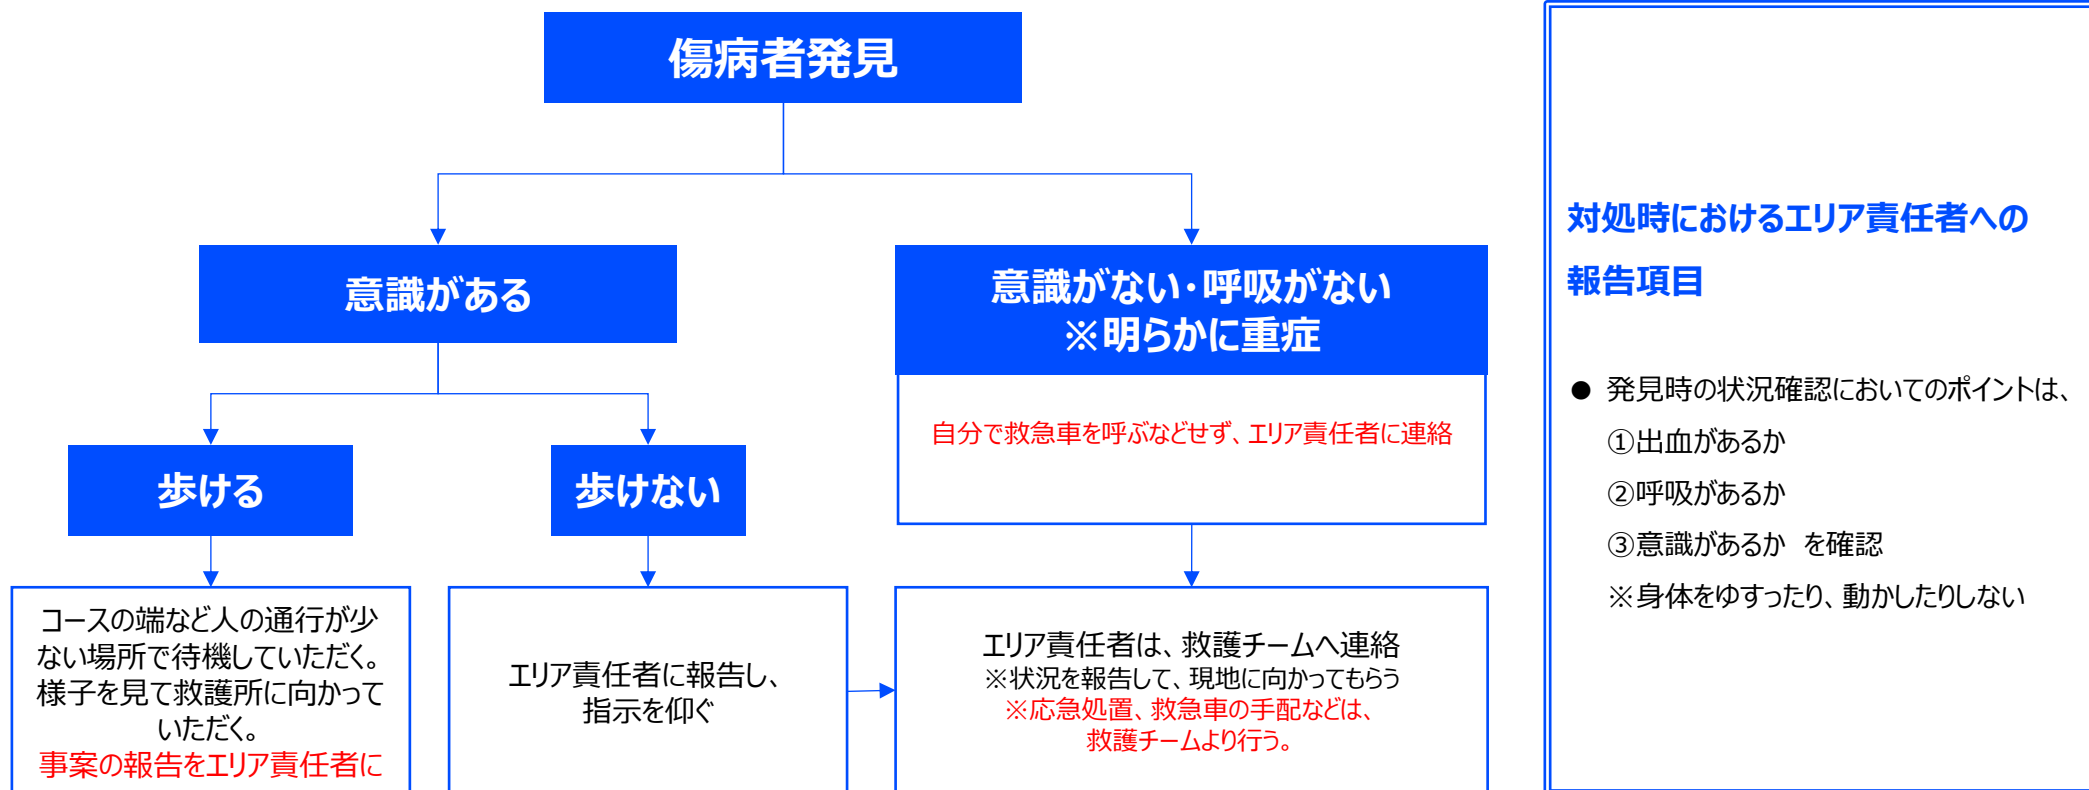 傷病者発見
意識がある
意識がない・呼吸がない
※明らかに重症
自分で救急車を呼ぶなどせず、エリア責任者に連絡
歩ける
歩けない
コースの端など人の通行が少
ない場所で待機していただく。
様子を見て救護所に向かって
いただく。
事案の報告をエリア責任者に
エリア責任者に報告し、
指示を仰ぐ
エリア責任者は、救護チームへ連絡
※状況を報告して、現地に向かってもらう
※応急処置、救急車の手配などは、
救護チームより行う。
対処時におけるエリア責任者への
報告項目
● 発見時の状況確認においてのポイントは、
①出血があるか
②呼吸があるか
③意識があるか　を確認
※身体をゆすったり、動かしたりしない